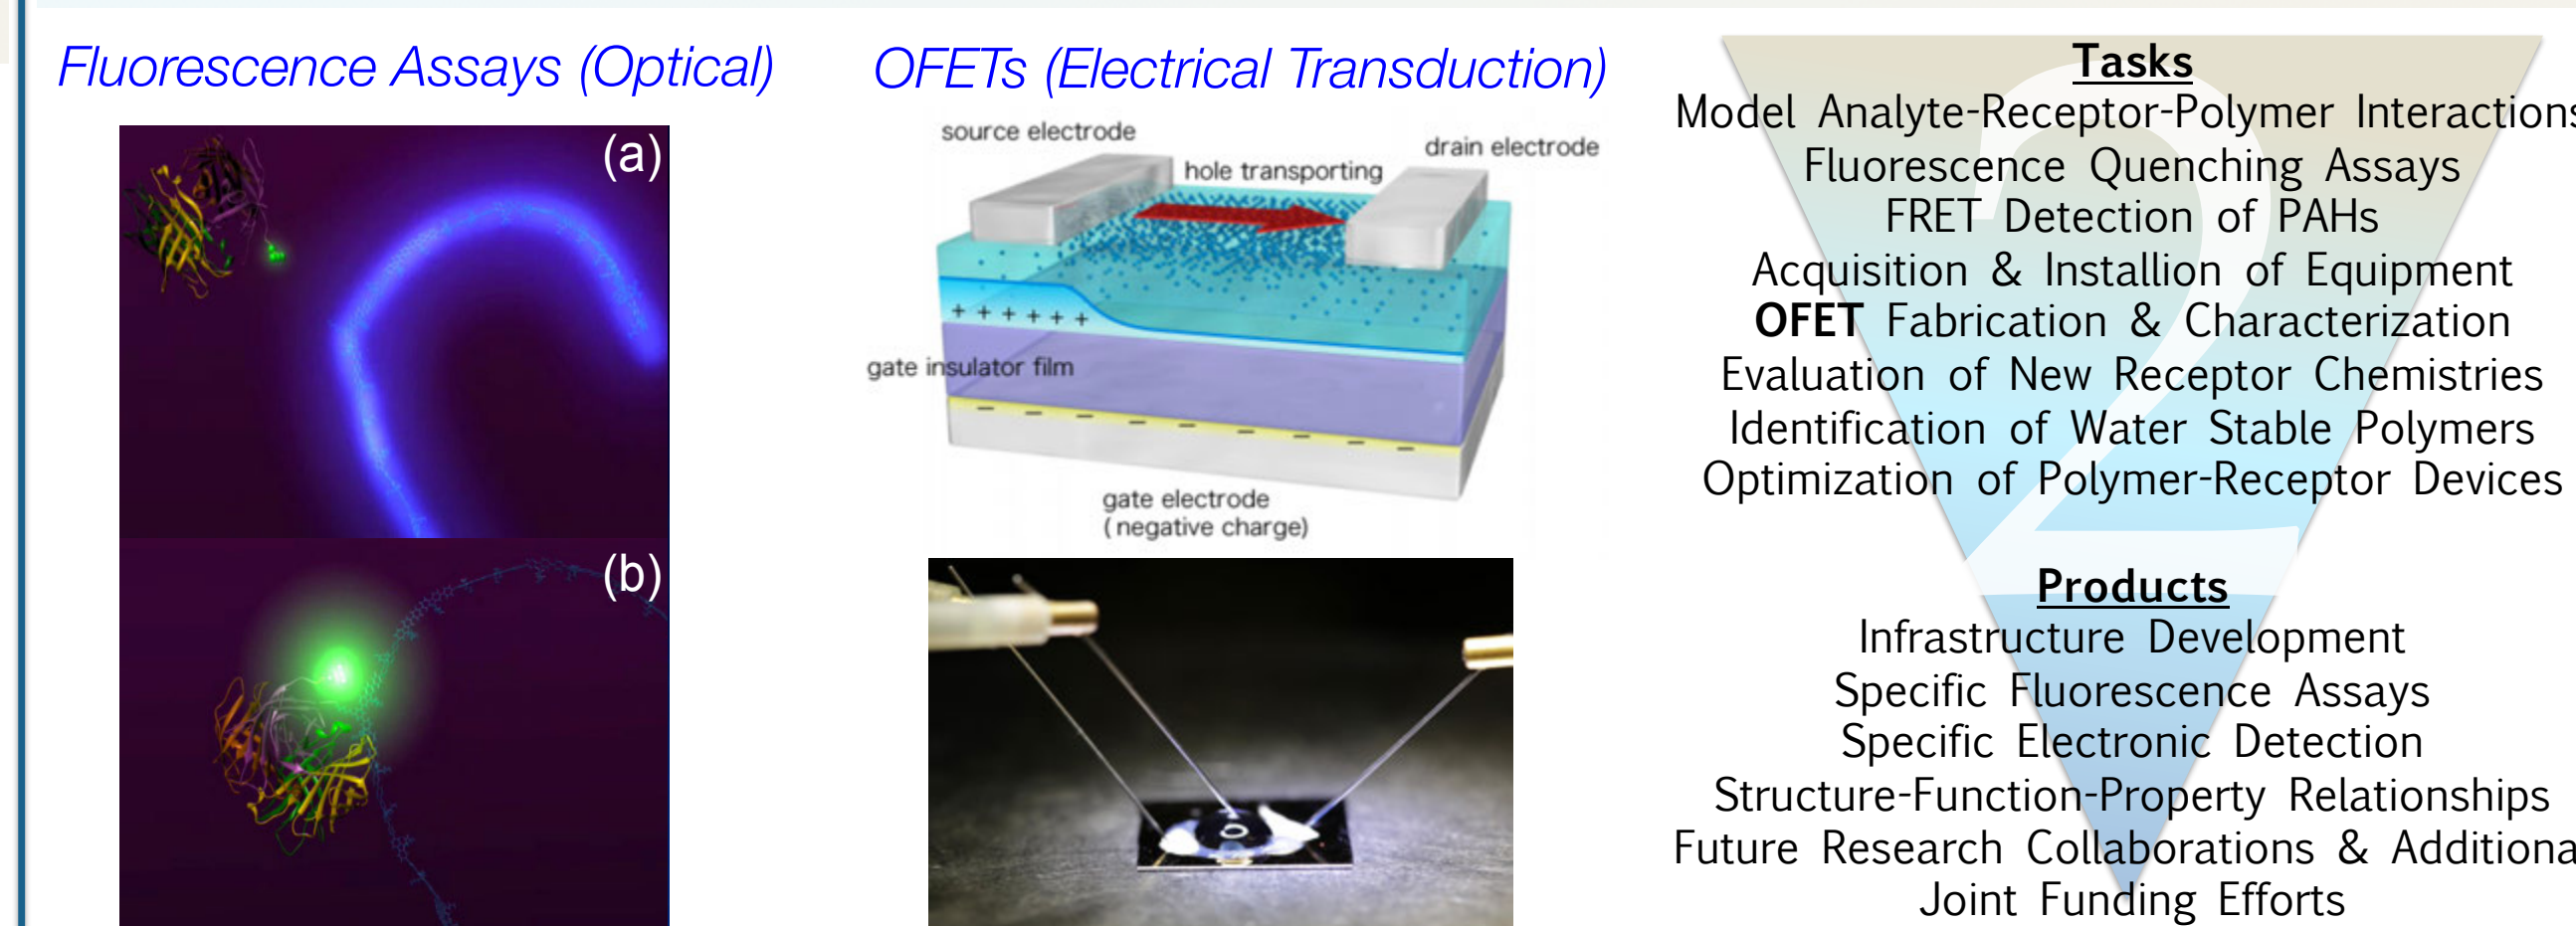 Fluorescence Assays (Optical)
(a)
(b)
OFETs (Electrical Transduction)
source electrode
drain electrode
hole transporting
+ + + + + +
gate insulator film
− − − − − − − − −
gate electrode
( negative charge)
2
Tasks
Model Analyte-Receptor-Polymer Interactions
Fluorescence Quenching Assays
FRET Detection of PAHs
Acquisition & Installion of Equipment
OFET Fabrication & Characterization
Evaluation of New Receptor Chemistries
Identification of Water Stable Polymers
Optimization of Polymer-Receptor Devices
Products
Infrastructure Development
Specific Fluorescence Assays
Specific Electronic Detection
Structure-Function-Property Relationships
Future Research Collaborations & Additiona
Joint Funding Efforts